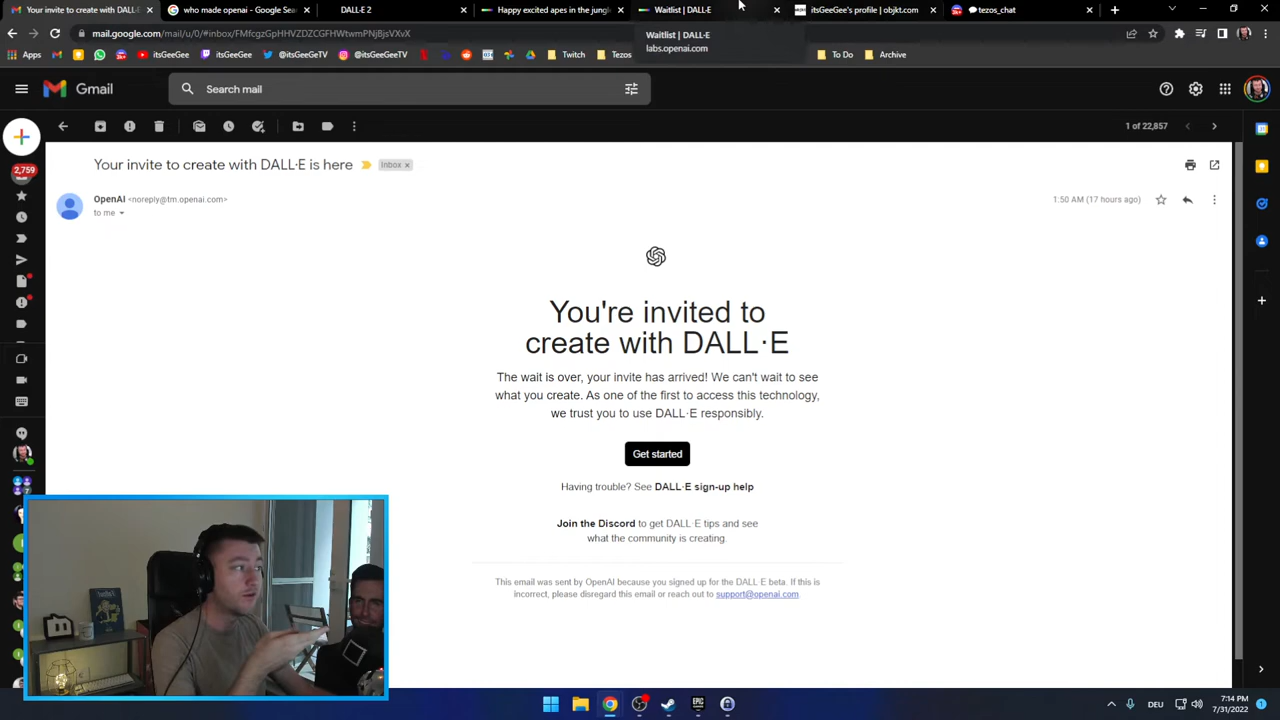 Your invite to create with DALL·E
who made openai - Google Sear
DALL·E 2
Happy excited apes in the jungle
Waitlist | DALL·E
itsGeeGee's profile | objkt.com
tezos_chat
mail.google.com/mail/u/0/#inbox/FMfcgzGpHHVZDZCGFHWtwmPNjBjsVXxX
Apps
itsGeeGee
itsGeeGee
@itsGeeGeeTV
@itsGeeGeeTV
Twitch
Tezos
To Do
Archive
Waitlist | DALL·E
labs.openai.com
Gmail
Search mail
1 of 22,857
2,759
Your invite to create with DALL·E is here
Inbox ×
OpenAI <noreply@tm.openai.com>
1:50 AM (17 hours ago)
to me
You're invited to
create with DALL·E
The wait is over, your invite has arrived! We can't wait to see
what you create. As one of the first to access this technology,
we trust you to use DALL·E responsibly.
Get started
Having trouble? See DALL·E sign-up help
Join the Discord to get DALL·E tips and see
what the community is creating.
This email was sent by OpenAI because you signed up for the DALL·E beta. If this is
incorrect, please disregard this email or reach out to support@openai.com.
EPIC
DEU
7:14 PM
7/31/2022